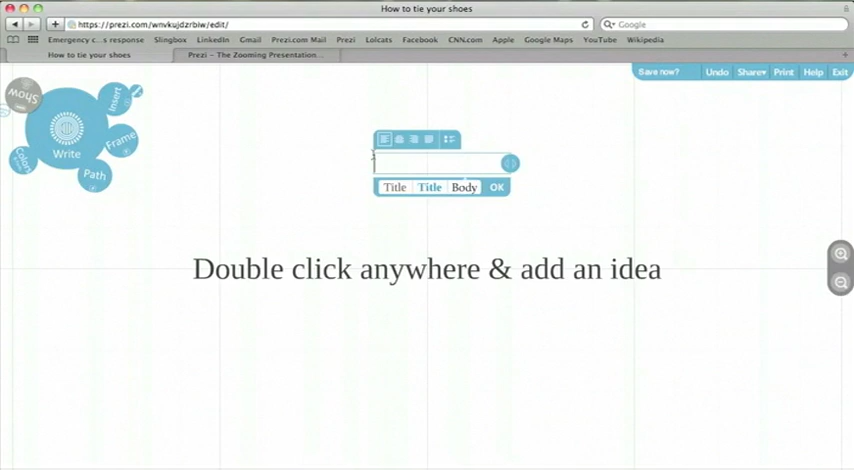 How to tie your shoes
https://prezi.com/wnvkujdzrbiw/edit/
Google
Emergency c...s response Slingbox LinkedIn Gmail Prezi.com Mail Prezi Lolcats Facebook CNN.com Apple Google Maps YouTube Wikipedia
How to tie your shoes Prezi – The Zooming Presentation...
Save now? Undo Share Print Help Exit
Show
Insert
Frame
Write
Colors
Path
Title Title Body OK
Double click anywhere & add an idea